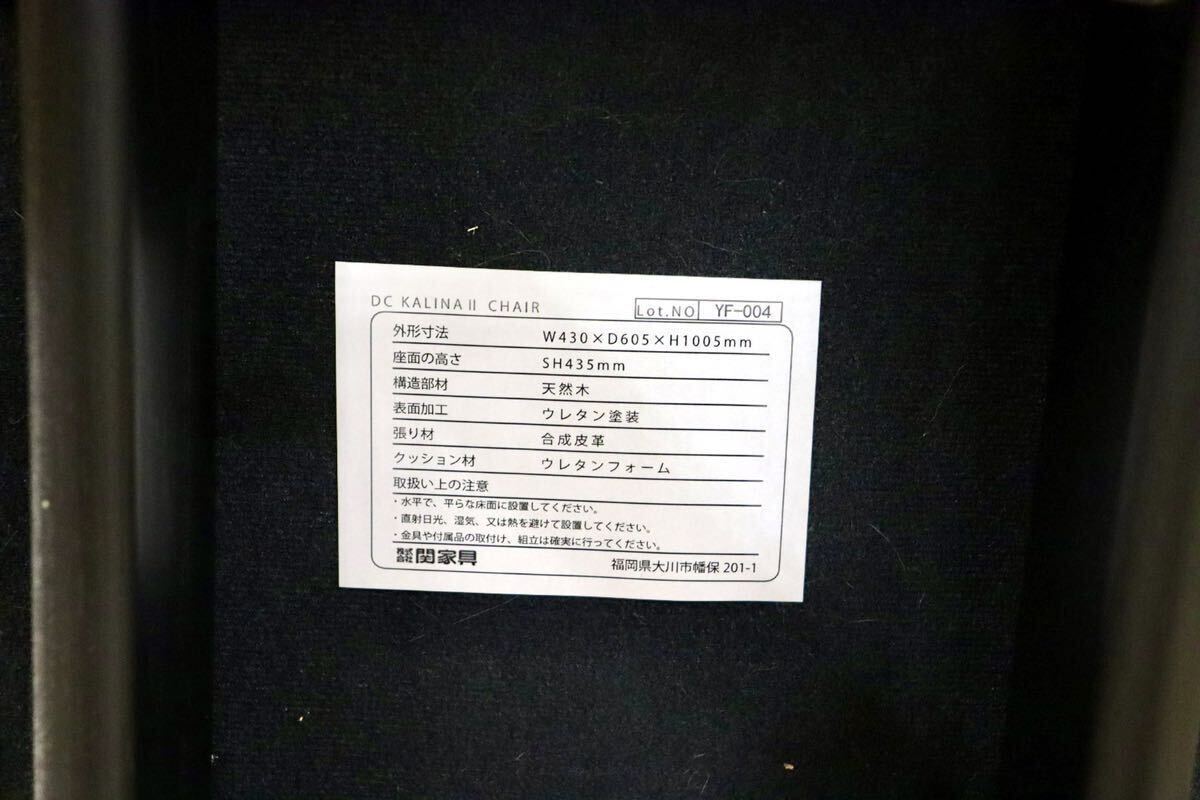 DC KALINA II CHAIR Lot.NO YF-004
外形寸法 W430×D605×H1005mm
座面の高さ SH435mm
構造部材 天然木
表面加工 ウレタン塗装
張り材 合成皮革
クッション材 ウレタンフォーム
取扱い上の注意
・水平で、平らな床面に設置してください。
・直射日光、湿気、又は熱を避けて設置してください。
・金具や付属品の取付け、組立は確実に行ってください。
株式会社 関家具 福岡県大川市幡保 201-1